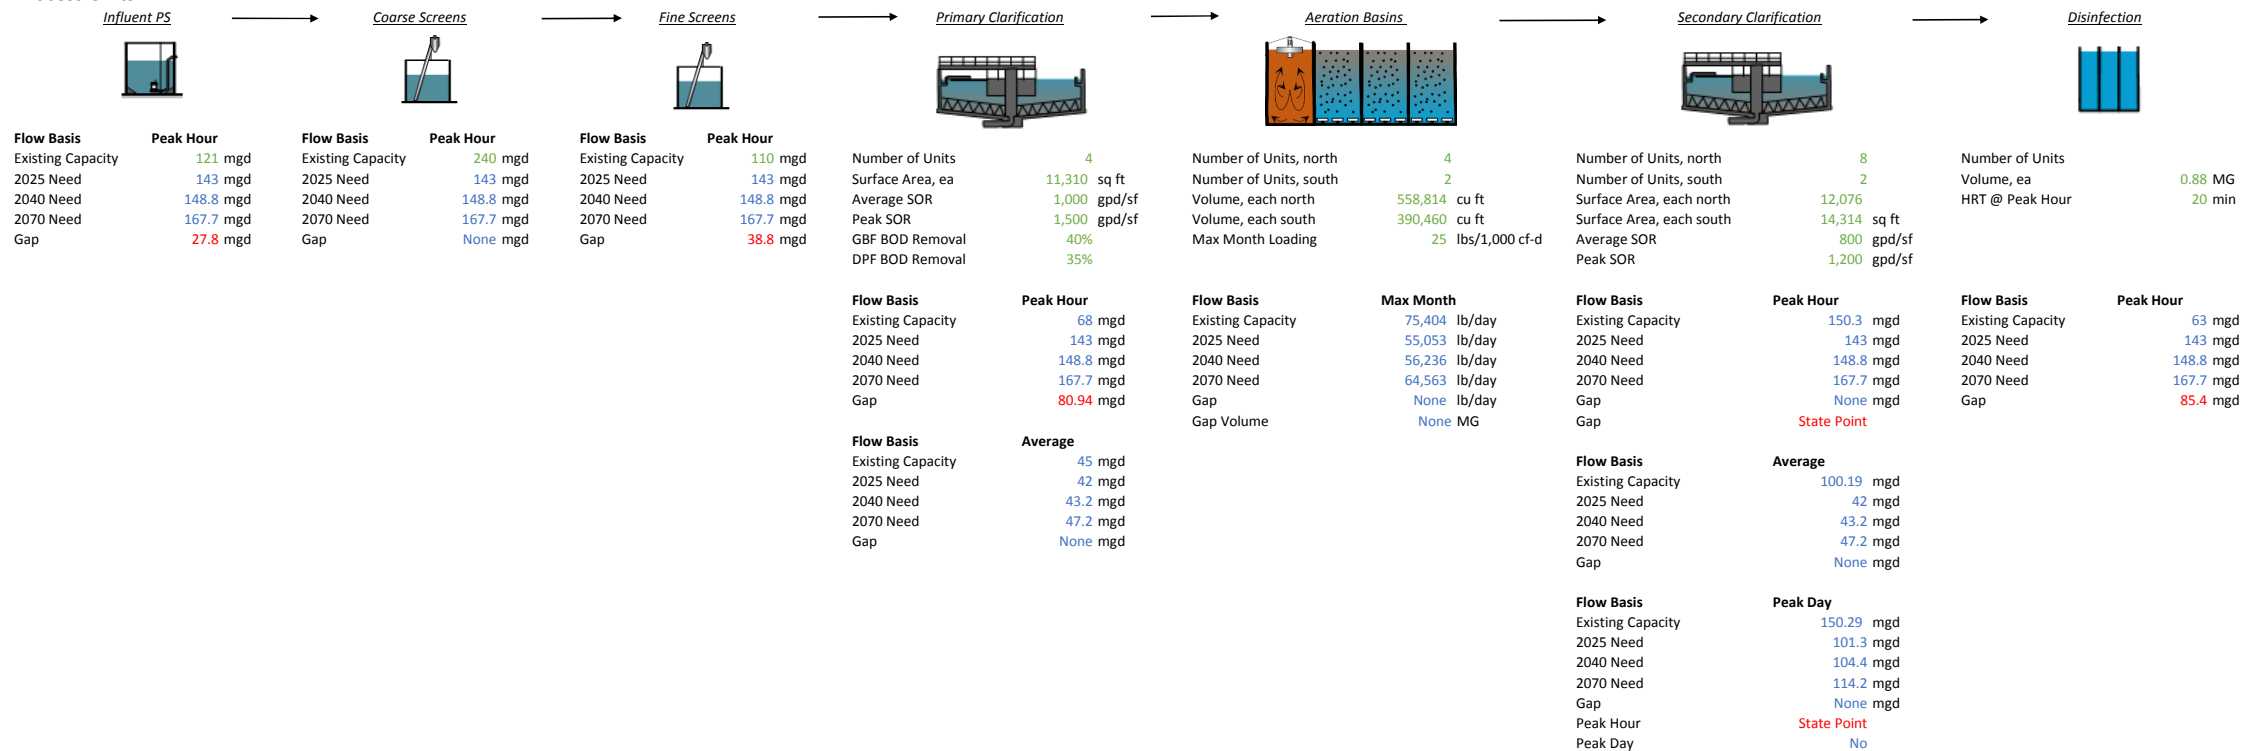 Influent PS
Coarse Screens
Fine Screens
Primary Clarification
Aeration Basins
Secondary Clarification
Disinfection
Flow Basis Peak Hour
Existing Capacity 121 mgd
2025 Need 143 mgd
2040 Need 148.8 mgd
2070 Need 167.7 mgd
Gap 27.8 mgd
Flow Basis Peak Hour
Existing Capacity 240 mgd
2025 Need 143 mgd
2040 Need 148.8 mgd
2070 Need 167.7 mgd
Gap None mgd
Flow Basis Peak Hour
Existing Capacity 110 mgd
2025 Need 143 mgd
2040 Need 148.8 mgd
2070 Need 167.7 mgd
Gap 38.8 mgd
Number of Units 4
Surface Area, ea 11,310 sq ft
Average SOR 1,000 gpd/sf
Peak SOR 1,500 gpd/sf
GBF BOD Removal 40%
DPF BOD Removal 35%
Flow Basis Peak Hour
Existing Capacity 68 mgd
2025 Need 143 mgd
2040 Need 148.8 mgd
2070 Need 167.7 mgd
Gap 80.94 mgd
Flow Basis Average
Existing Capacity 45 mgd
2025 Need 42 mgd
2040 Need 43.2 mgd
2070 Need 47.2 mgd
Gap None mgd
Number of Units, north 4
Number of Units, south 2
Volume, each north 558,814 cu ft
Volume, each south 390,460 cu ft
Max Month Loading 25 lbs/1,000 cf-d
Flow Basis Max Month
Existing Capacity 75,404 lb/day
2025 Need 55,053 lb/day
2040 Need 56,236 lb/day
2070 Need 64,563 lb/day
Gap None lb/day
Gap Volume None MG
Number of Units, north 8
Number of Units, south 2
Surface Area, each north 12,076
Surface Area, each south 14,314 sq ft
Average SOR 800 gpd/sf
Peak SOR 1,200 gpd/sf
Flow Basis Peak Hour
Existing Capacity 150.3 mgd
2025 Need 143 mgd
2040 Need 148.8 mgd
2070 Need 167.7 mgd
Gap None mgd
Gap State Point
Flow Basis Average
Existing Capacity 100.19 mgd
2025 Need 42 mgd
2040 Need 43.2 mgd
2070 Need 47.2 mgd
Gap None mgd
Flow Basis Peak Day
Existing Capacity 150.29 mgd
2025 Need 101.3 mgd
2040 Need 104.4 mgd
2070 Need 114.2 mgd
Gap None mgd
Peak Hour State Point
Peak Day No
Number of Units
Volume, ea 0.88 MG
HRT @ Peak Hour 20 min
Flow Basis Peak Hour
Existing Capacity 63 mgd
2025 Need 143 mgd
2040 Need 148.8 mgd
2070 Need 167.7 mgd
Gap 85.4 mgd